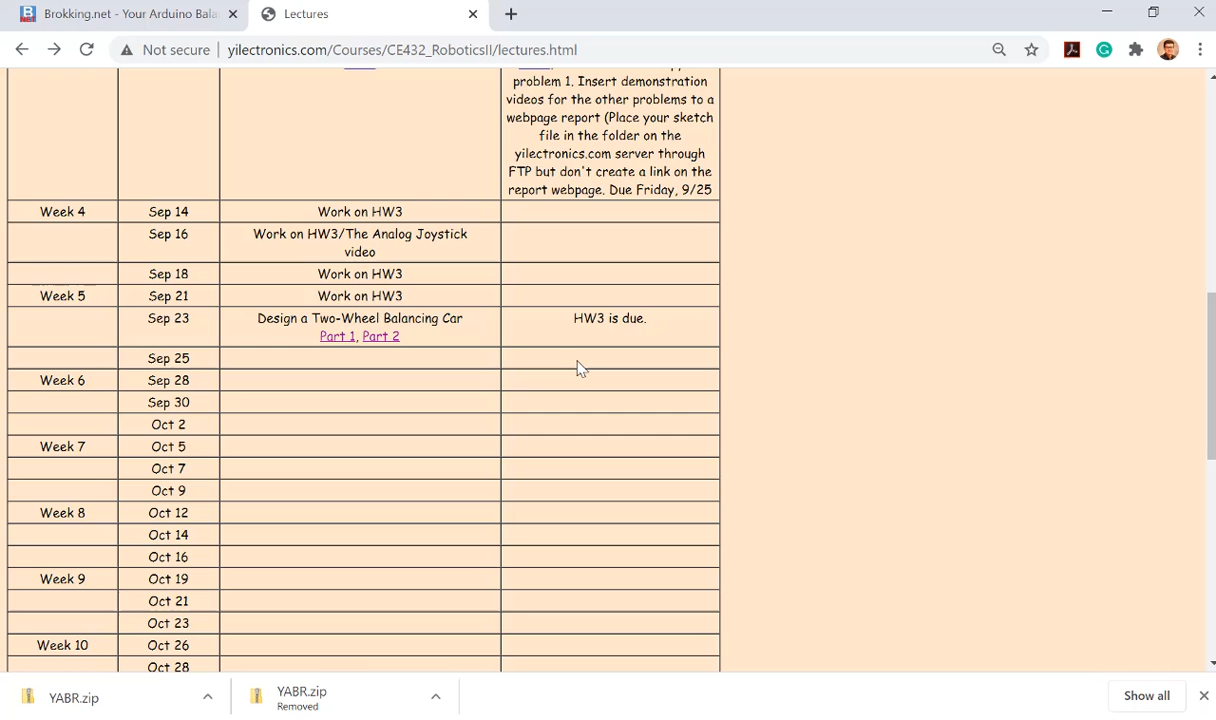 Brokking.net - Your Arduino Bala
Lectures
Not secure yilectronics.com/Courses/CE432_RoboticsII/lectures.html
problem 1. Insert demonstration
videos for the other problems to a
webpage report (Place your sketch
file in the folder on the
yilectronics.com server through
FTP but don't create a link on the
report webpage. Due Friday, 9/25
Week 4 Sep 14 Work on HW3
Sep 16 Work on HW3/The Analog Joystick
video
Sep 18 Work on HW3
Week 5 Sep 21 Work on HW3
Sep 23 Design a Two-Wheel Balancing Car HW3 is due.
Part 1, Part 2
Sep 25
Week 6 Sep 28
Sep 30
Oct 2
Week 7 Oct 5
Oct 7
Oct 9
Week 8 Oct 12
Oct 14
Oct 16
Week 9 Oct 19
Oct 21
Oct 23
Week 10 Oct 26
Oct 28
YABR.zip
YABR.zip
Removed
Show all